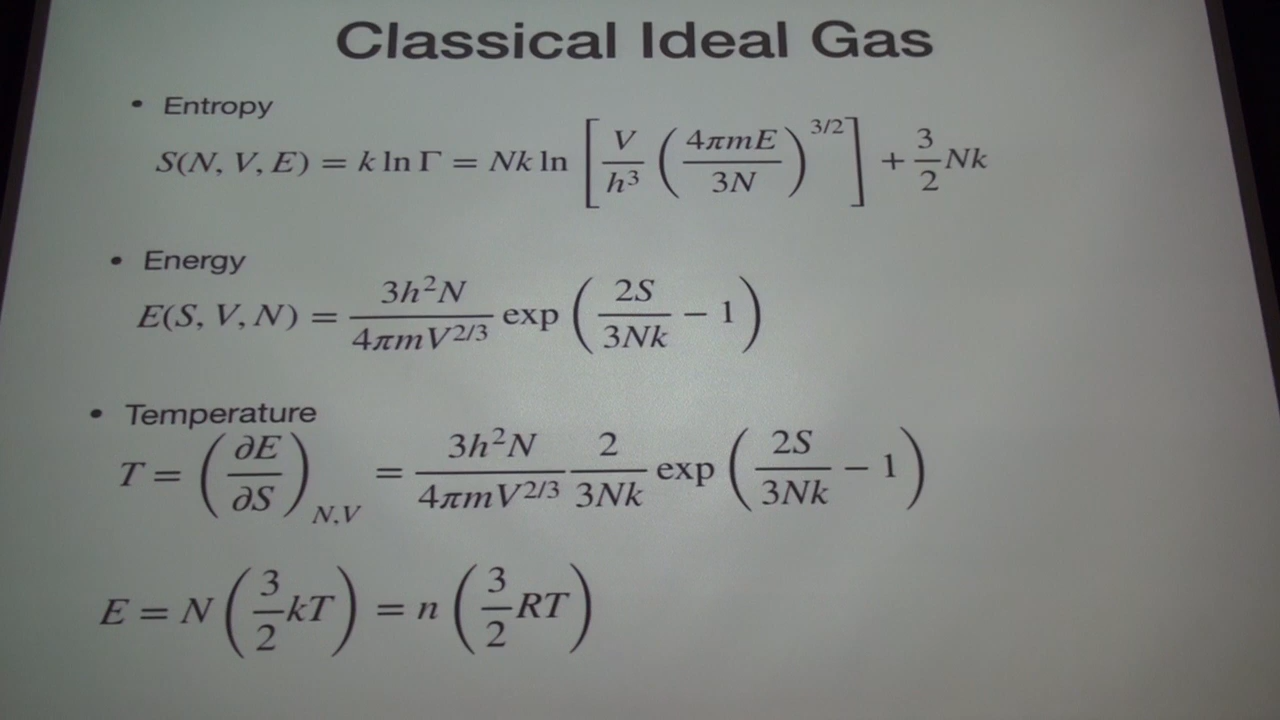 Classical Ideal Gas
• Entropy
S(N, V, E) = k ln Γ = Nk ln [ V/h³ ( 4πmE / 3N )^{3/2} ] + 3/2 Nk
• Energy
E(S, V, N) = 3h²N / 4πmV^{2/3} exp ( 2S / 3Nk − 1 )
• Temperature
T = ( ∂E / ∂S )_{N,V} = 3h²N / 4πmV^{2/3} 2 / 3Nk exp ( 2S / 3Nk − 1 )
E = N ( 3/2 kT ) = n ( 3/2 RT )